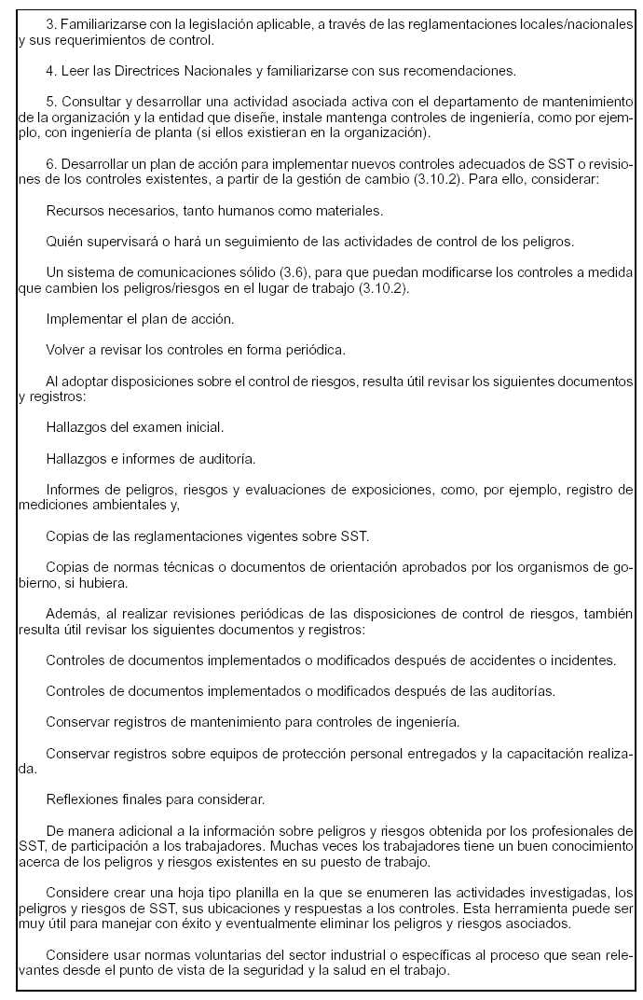 3. Familiarizarse con la legislación aplicable, a través de las reglamentaciones locales/nacionales
y sus requerimientos de control.
4. Leer las Directrices Nacionales y familiarizarse con sus recomendaciones.
5. Consultar y desarrollar una actividad asociada activa con el departamento de mantenimiento
de la organización y la entidad que diseñe, instale mantenga controles de ingeniería, como por ejem-
plo, con ingeniería de planta (si ellos existieran en la organización).
6. Desarrollar un plan de acción para implementar nuevos controles adecuados de SST o revisio-
nes de los controles existentes, a partir de la gestión de cambio (3.10.2). Para ello, considerar:
Recursos necesarios, tanto humanos como materiales.
Quién supervisará o hará un seguimiento de las actividades de control de los peligros.
Un sistema de comunicaciones sólido (3.6), para que puedan modificarse los controles a medida
que cambien los peligros/riesgos en el lugar de trabajo (3.10.2).
Implementar el plan de acción.
Volver a revisar los controles en forma periódica.
Al adoptar disposiciones sobre el control de riesgos, resulta útil revisar los siguientes documentos
y registros:
Hallazgos del examen inicial.
Hallazgos e informes de auditoría.
Informes de peligros, riesgos y evaluaciones de exposiciones, como, por ejemplo, registro de
mediciones ambientales y,
Copias de las reglamentaciones vigentes sobre SST.
Copias de normas técnicas o documentos de orientación aprobados por los organismos de go-
bierno, si hubiera.
Además, al realizar revisiones periódicas de las disposiciones de control de riesgos, también
resulta útil revisar los siguientes documentos y registros:
Controles de documentos implementados o modificados después de accidentes o incidentes.
Controles de documentos implementados o modificados después de las auditorías.
Conservar registros de mantenimiento para controles de ingeniería.
Conservar registros sobre equipos de protección personal entregados y la capacitación realiza-
da.
Reflexiones finales para considerar.
De manera adicional a la información sobre peligros y riesgos obtenida por los profesionales de
SST, de participación a los trabajadores. Muchas veces los trabajadores tiene un buen conocimiento
acerca de los peligros y riesgos existentes en su puesto de trabajo.
Considere crear una hoja tipo planilla en la que se enumeren las actividades investigadas, los
peligros y riesgos de SST, sus ubicaciones y respuestas a los controles. Esta herramienta puede ser
muy útil para manejar con éxito y eventualmente eliminar los peligros y riesgos asociados.
Considere usar normas voluntarias del sector industrial o específicas al proceso que sean rele-
vantes desde el punto de vista de la seguridad y la salud en el trabajo.